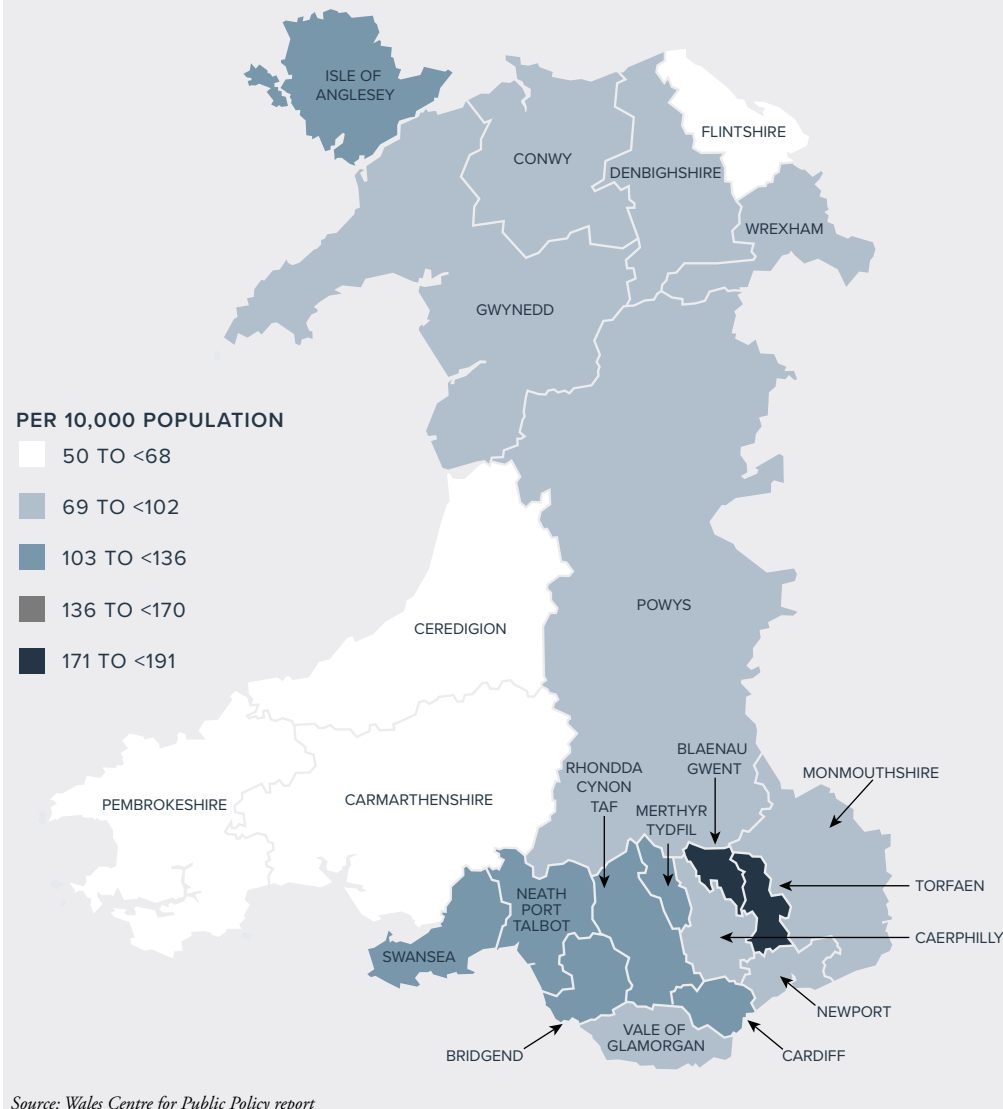 ISLE OF
ANGLESEY
FLINTSHIRE
CONWY
DENBIGHSHIRE
WREXHAM
GWYNEDD
PER 10,000 POPULATION
50 TO <68
69 TO <102
103 TO <136
136 TO <170
171 TO <191
POWYS
CEREDIGION
BLAENAU
GWENT
RHONDDA
CYNON
TAF
MONMOUTHSHIRE
MERTHYR
TYDFIL
PEMBROKESHIRE
CARMARTHENSHIRE
TORFAEN
NEATH
PORT
TALBOT
CAERPHILLY
SWANSEA
NEWPORT
VALE OF
GLAMORGAN
BRIDGEND
CARDIFF
Source: Wales Centre for Public Policy report